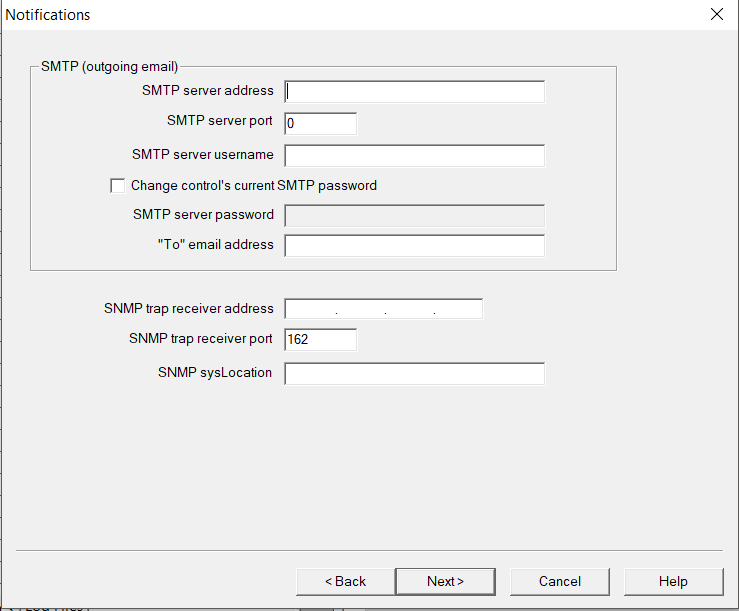 Notifications
SMTP (outgoing email)
SMTP server address
SMTP server port 0
SMTP server username
Change control's current SMTP password
SMTP server password
"To" email address
SNMP trap receiver address . . .
SNMP trap receiver port 162
SNMP sysLocation
< Back Next > Cancel Help